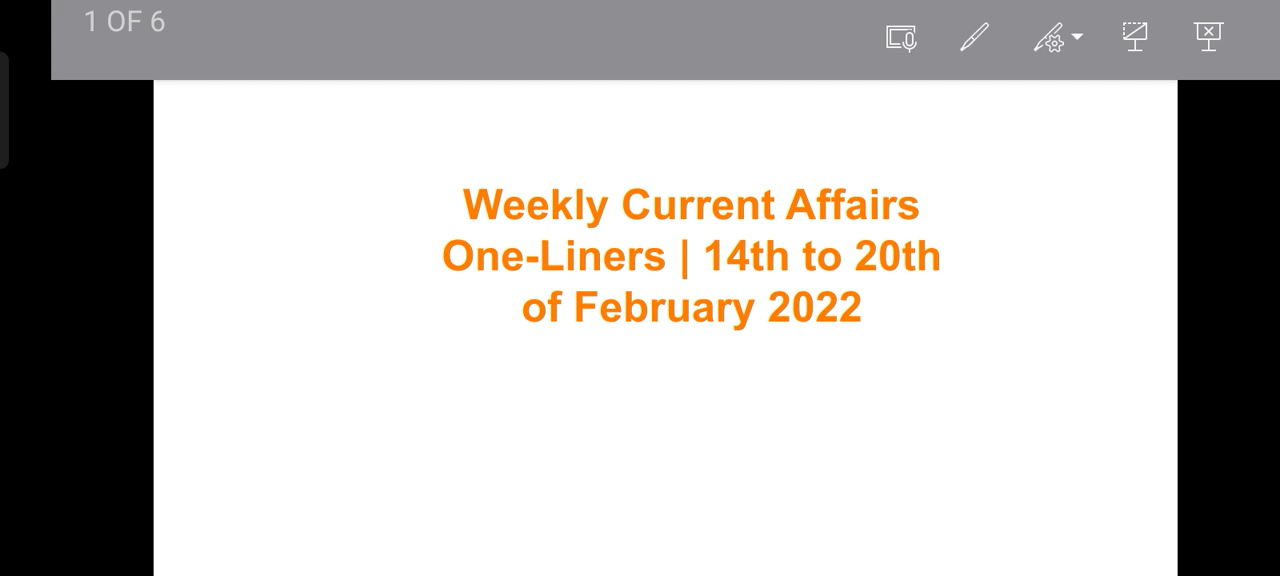 1 OF 6
Weekly Current Affairs
One-Liners | 14th to 20th
of February 2022